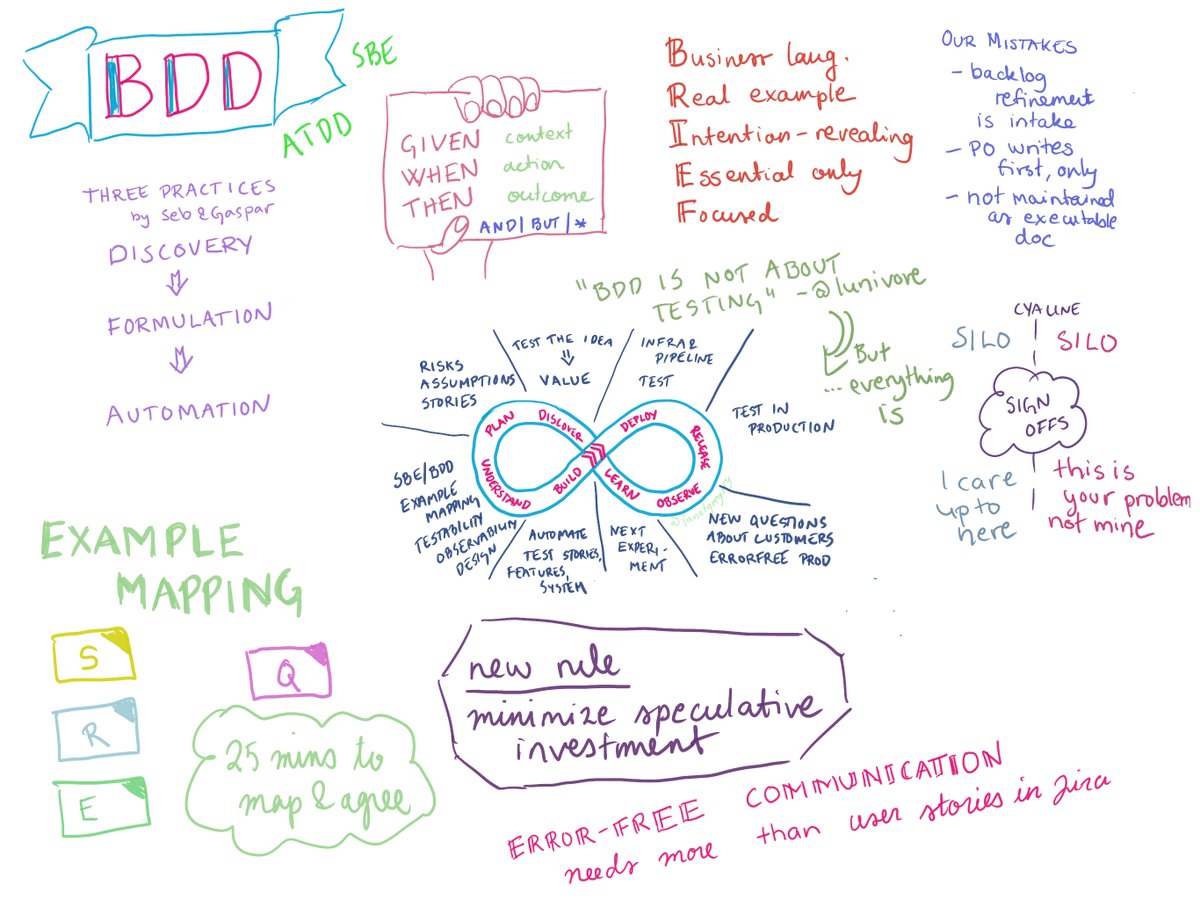 BDD
SBE
ATDD
THREE PRACTICES
by Seb & Gaspar
DISCOVERY
FORMULATION
AUTOMATION
GIVEN context
WHEN action
THEN outcome
AND/BUT/*
Business lang.
Real example
Intention-revealing
Essential only
Focused
OUR MISTAKES
- backlog
refinement
is intake
- PO writes
first, only
- not maintained
as executable
doc
"BDD IS NOT ABOUT
TESTING" - @lunivore
But
... everything
is
RISKS
ASSUMPTIONS
STORIES
TEST THE IDEA
VALUE
INFRA &
PIPELINE
TEST
TEST IN
PRODUCTION
PLAN
DISCOVER
DEPLOY
RELEASE
OBSERVE
LEARN
BUILD
UNDERSTAND
@janetgregory
SBE/BDD
EXAMPLE
MAPPING
TESTABILITY
OBSERVABILITY
DESIGN
AUTOMATE
TEST STORIES,
FEATURES,
SYSTEM
NEXT
EXPERI-
MENT
NEW QUESTIONS
ABOUT CUSTOMERS
ERRORFREE PROD
CYA LINE
SILO
SILO
SIGN
OFFS
I care
up to
here
this is
your problem
not mine
EXAMPLE
MAPPING
S
Q
R
E
25 mins to
map & agree
new rule
minimize speculative
investment
ERROR-FREE COMMUNICATION
needs more than user stories in Jira